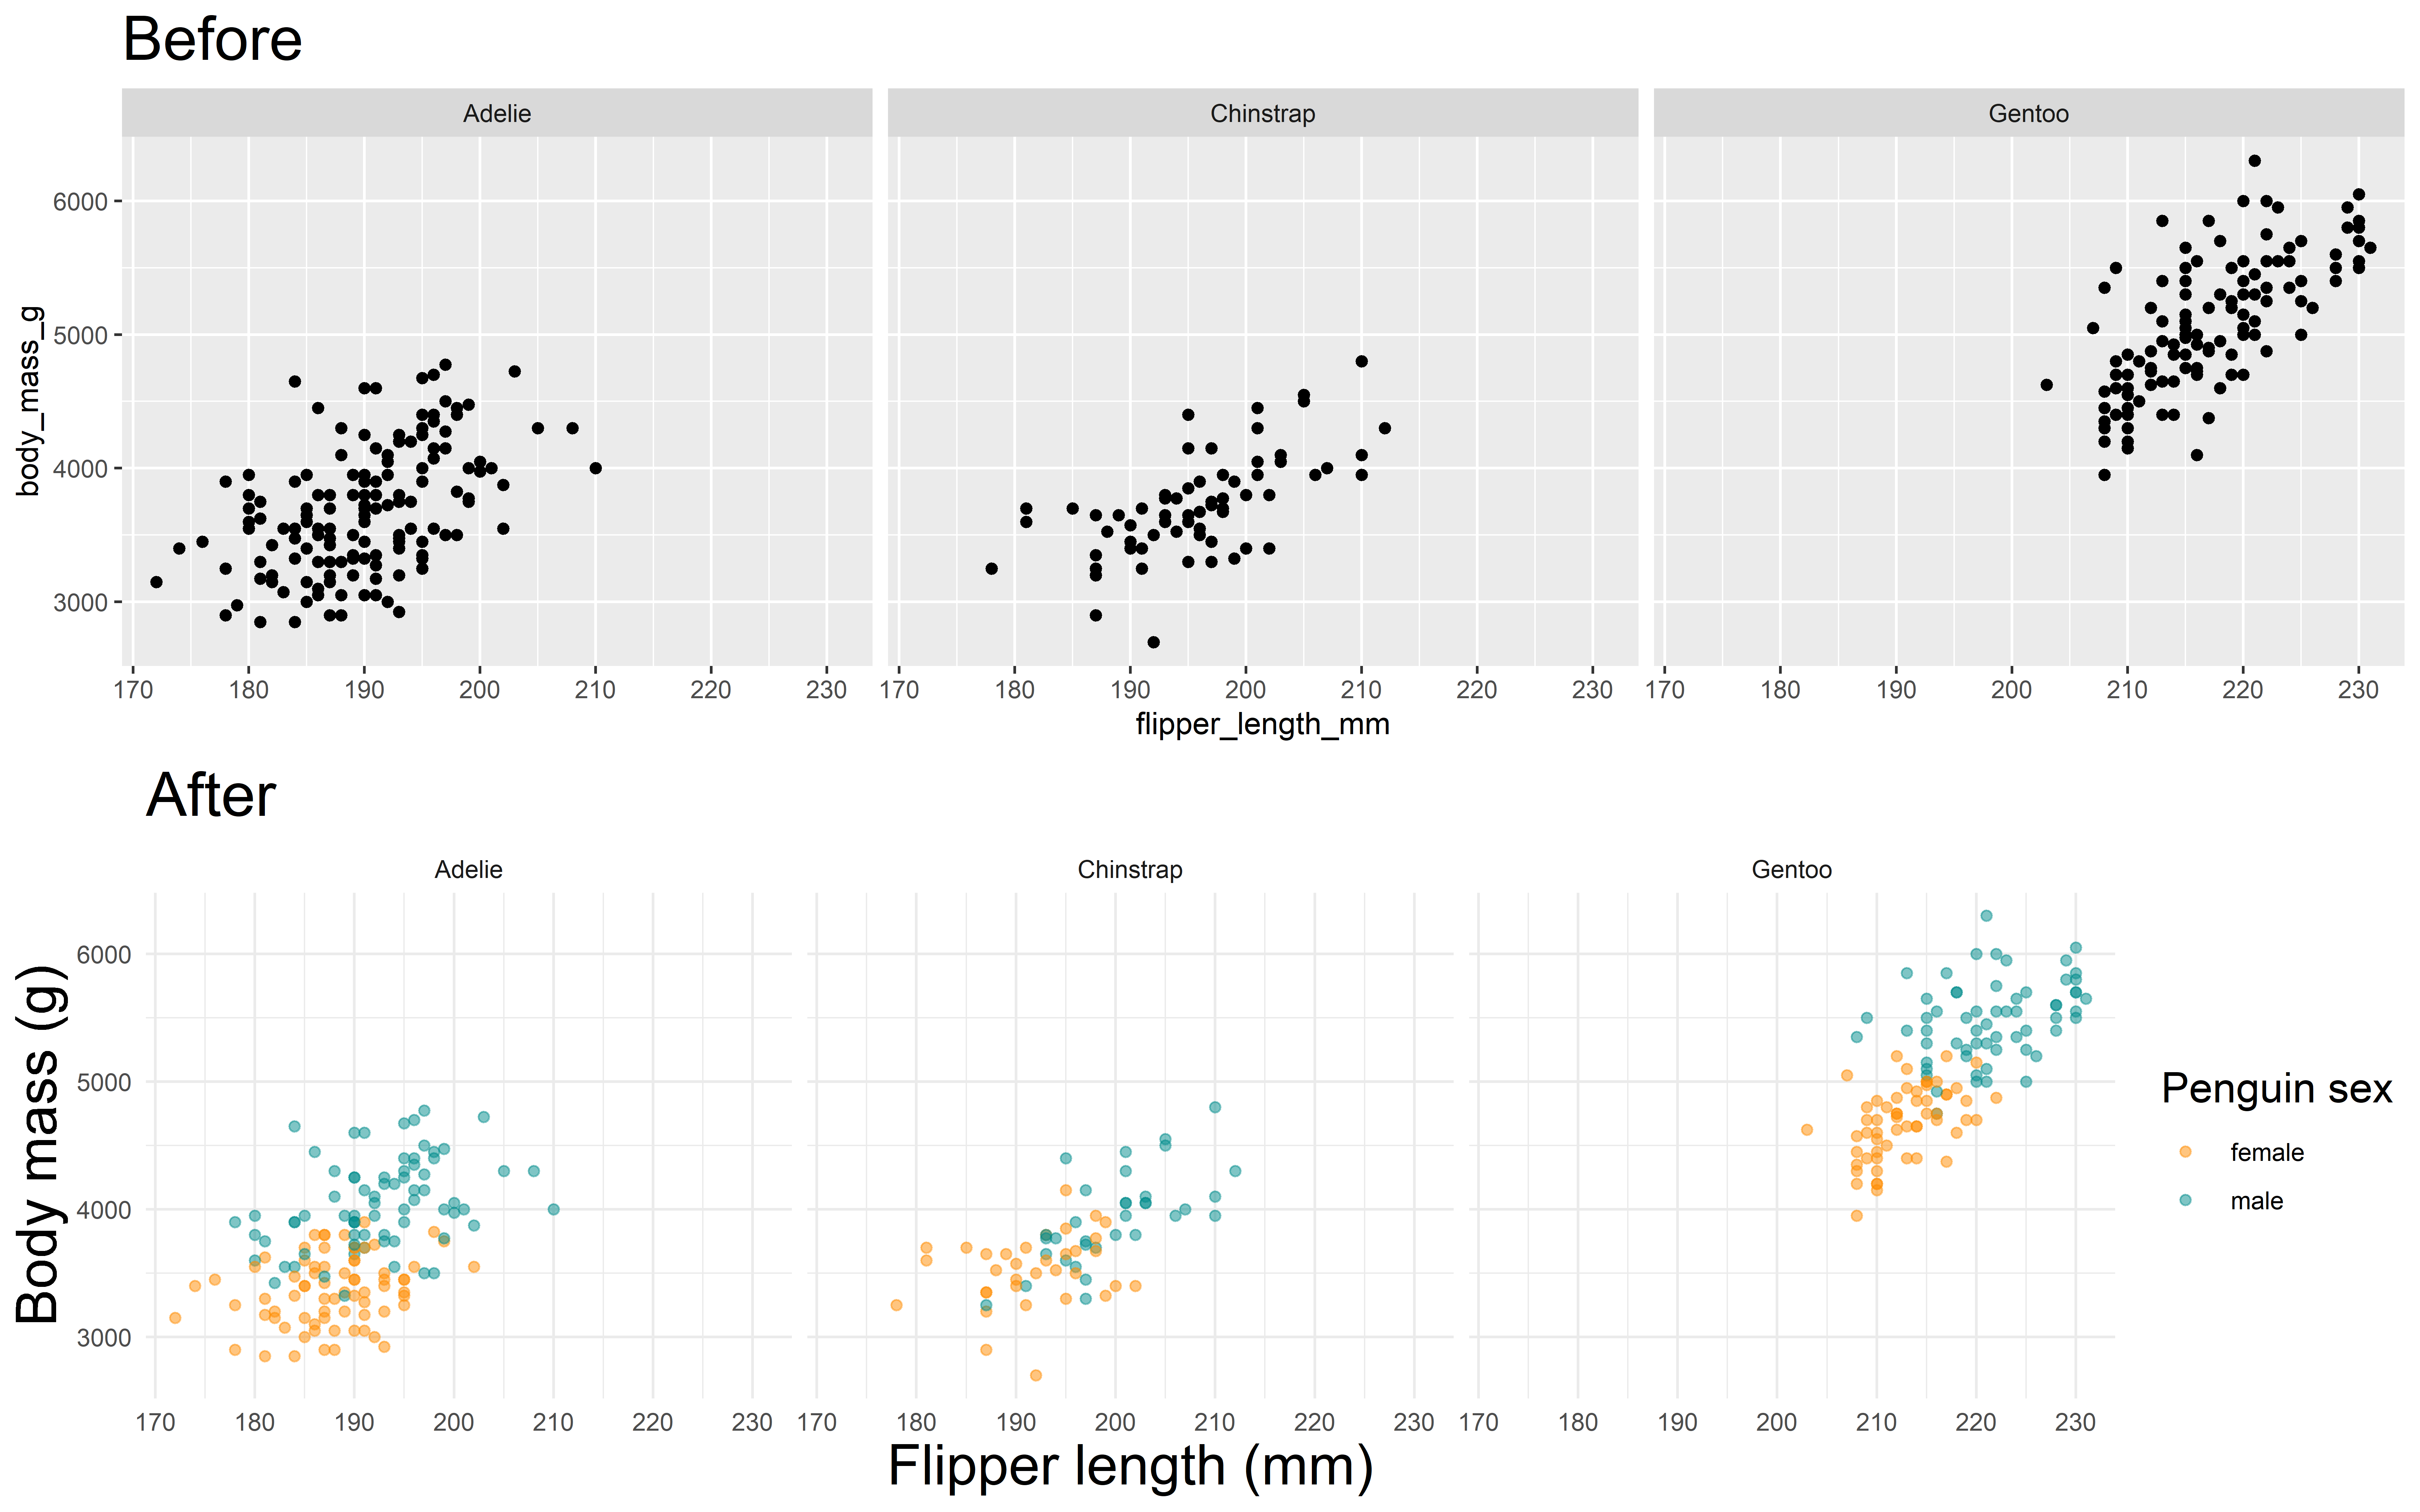 Before
Adelie Chinstrap Gentoo
6000
5000
4000
3000
body_mass_g
170 180 190 200 210 220 230 170 180 190 200 210 220 230 170 180 190 200 210 220 230
flipper_length_mm
After
Adelie Chinstrap Gentoo
6000
5000
4000
3000
Body mass (g)
170 180 190 200 210 220 230 170 180 190 200 210 220 230 170 180 190 200 210 220 230
Flipper length (mm)
Penguin sex
female
male